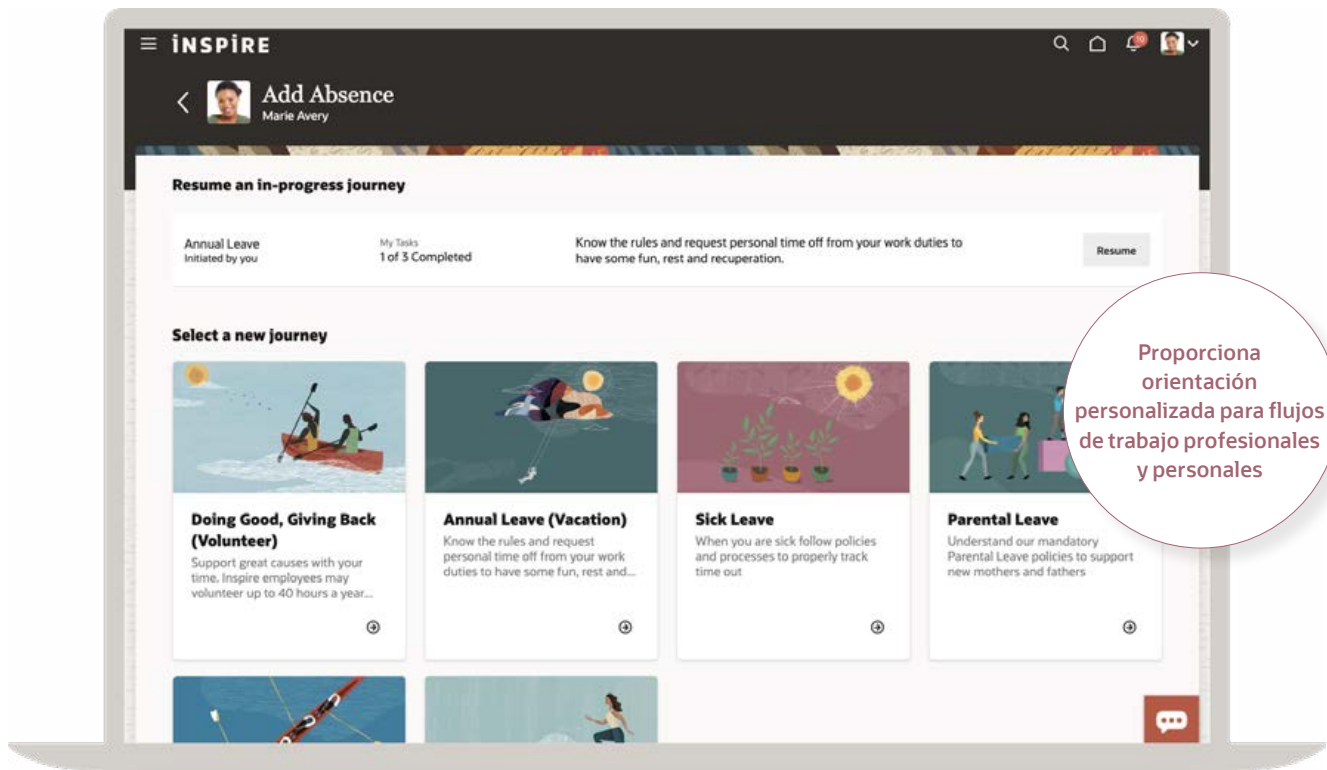 iNSPiRE
10
Add Absence
Marie Avery
Resume an in-progress journey
Annual Leave
Initiated by you
My Tasks
1 of 3 Completed
Know the rules and request personal time off from your work duties to
have some fun, rest and recuperation.
Resume
Select a new journey
Proporciona
orientación
personalizada para flujos
de trabajo profesionales
y personales
Doing Good, Giving Back
(Volunteer)
Support great causes with your
time. Inspire employees may
volunteer up to 40 hours a year...
Annual Leave (Vacation)
Know the rules and request
personal time off from your work
duties to have some fun, rest and...
Sick Leave
When you are sick follow policies
and processes to properly track
time out
Parental Leave
Understand our mandatory
Parental Leave policies to support
new mothers and fathers